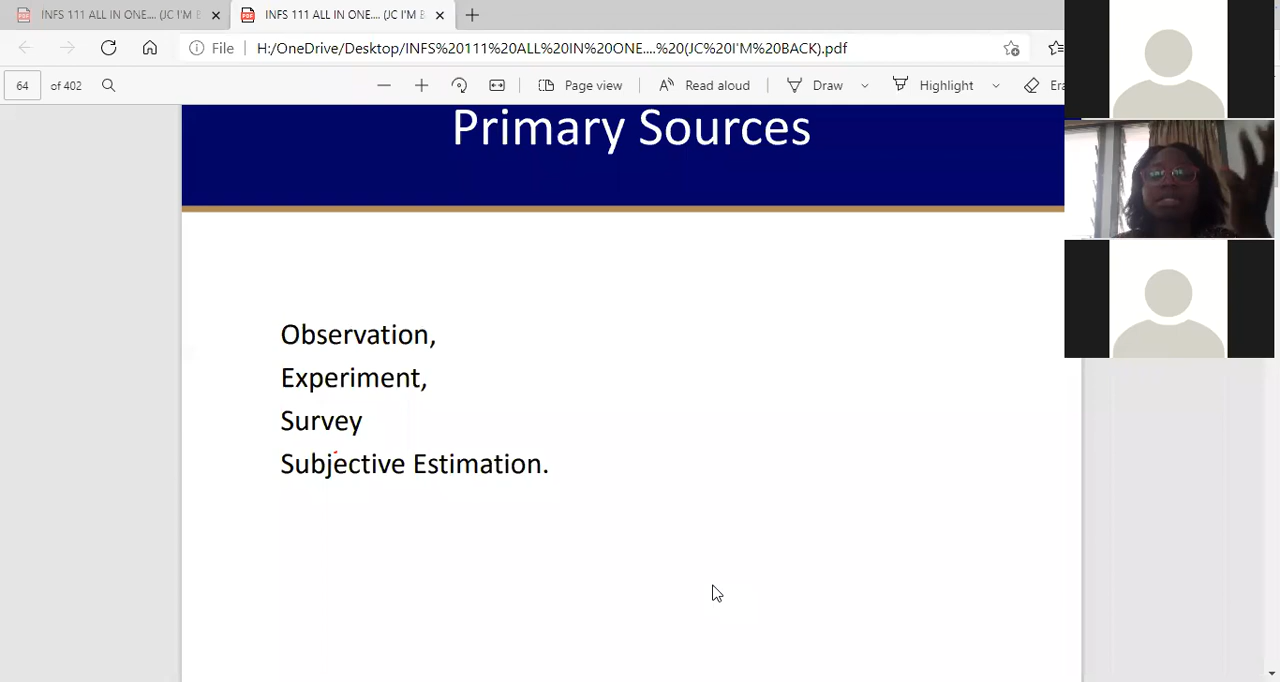 INFS 111 ALL IN ONE.... (JC I'M B
INFS 111 ALL IN ONE.... (JC I'M B
File
H:/OneDrive/Desktop/INFS%20111%20ALL%20IN%20ONE....%20(JC%20I'M%20BACK).pdf
64 of 402
Page view
Read aloud
Draw
Highlight
Era
Primary Sources
Observation,
Experiment,
Survey
Subjective Estimation.